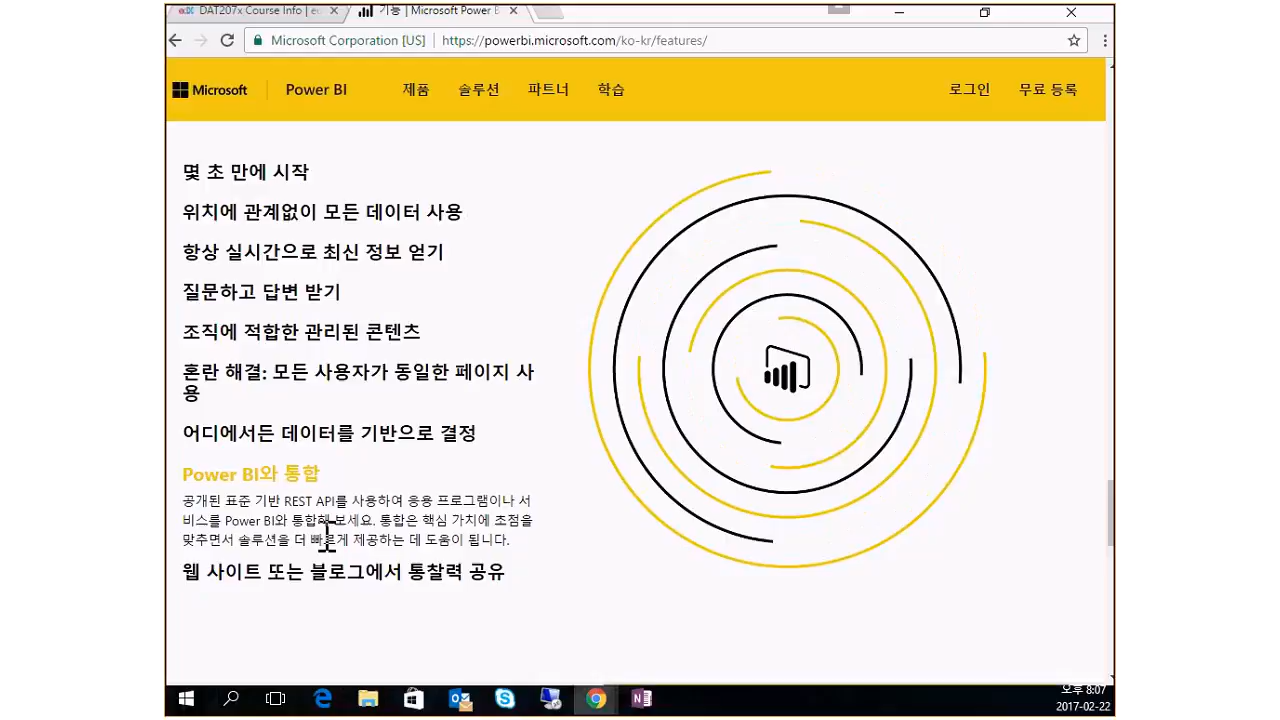 DAT207x Course Info | ed
기능 | Microsoft Power B
Microsoft Corporation [US]
https://powerbi.microsoft.com/ko-kr/features/
Microsoft
Power BI
제품
솔루션
파트너
학습
로그인
무료 등록
몇 초 만에 시작
위치에 관계없이 모든 데이터 사용
항상 실시간으로 최신 정보 얻기
질문하고 답변 받기
조직에 적합한 관리된 콘텐츠
혼란 해결: 모든 사용자가 동일한 페이지 사
용
어디에서든 데이터를 기반으로 결정
Power BI와 통합
공개된 표준 기반 REST API를 사용하여 응용 프로그램이나 서
비스를 Power BI와 통합해 보세요. 통합은 핵심 가치에 초점을
맞추면서 솔루션을 더 빠르게 제공하는 데 도움이 됩니다.
웹 사이트 또는 블로그에서 통찰력 공유
오후 8:07
2017-02-22